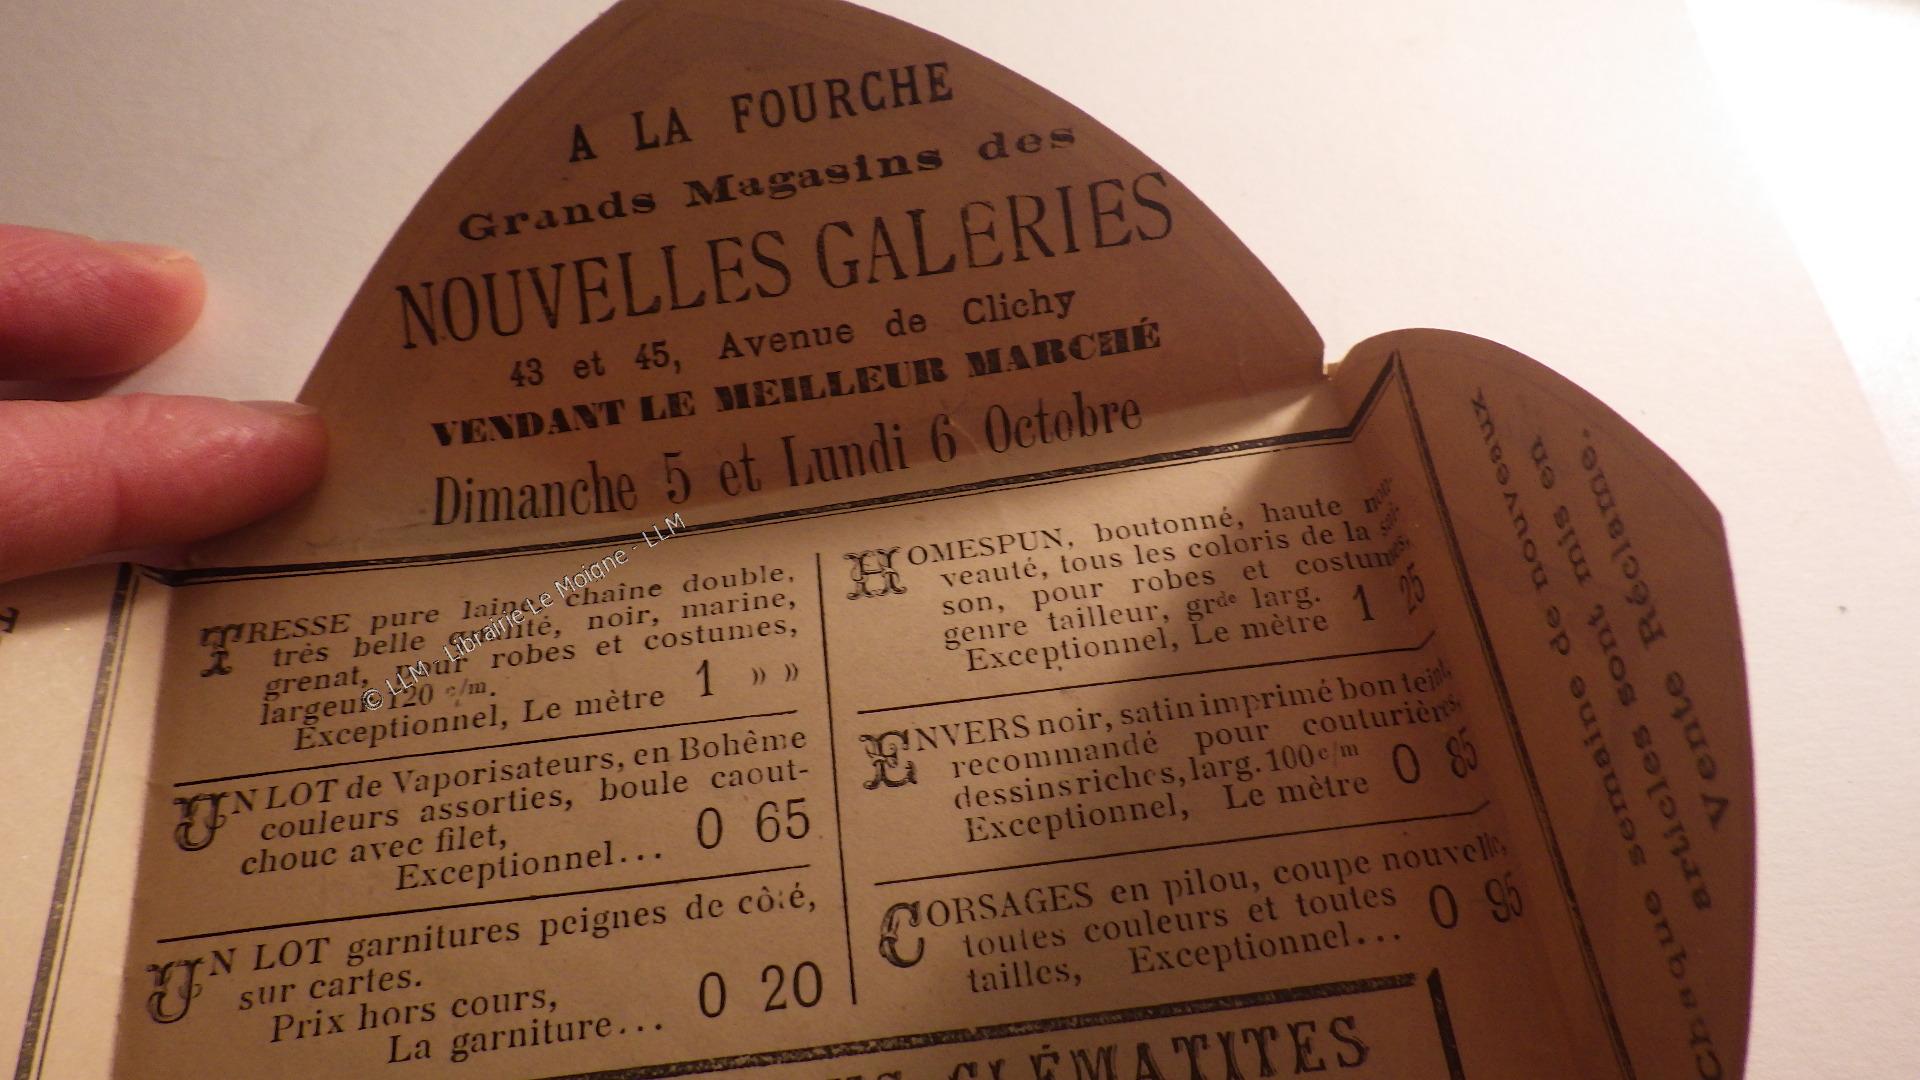 A LA FOURCHE
Grands Magasins des
NOUVELLES GALERIES
43 et 45, Avenue de Clichy
VENDANT LE MEILLEUR MARCHÉ
Dimanche 5 et Lundi 6 Octobre
TRESSE pure laine, chaîne double,
très belle qualité, noir, marine,
grenat, pour robes et costumes,
largeur 120 c/m.
Exceptionnel, Le mètre 1 » »
UN LOT de Vaporisateurs, en Bohême
couleurs assorties, boule caout-
chouc avec filet,
Exceptionnel... 0 65
UN LOT garnitures peignes de côté,
sur cartes.
Prix hors cours,
La garniture... 0 20
HOMESPUN, boutonné, haute nou-
veauté, tous les coloris de la sai-
son, pour robes et costumes,
genre tailleur, grde larg.
Exceptionnel, Le mètre 1 25
ENVERS noir, satin imprimé bon teint,
recommandé pour couturières,
dessins riches, larg. 100 c/m
Exceptionnel, Le mètre 0 85
CORSAGES en pilou, coupe nouvelle,
toutes couleurs et toutes
tailles, Exceptionnel... 0 95
CLÉMATITES
Chaque semaine de nouveaux
articles sont mis en
Vente Réclame.
© LLM - Librairie Le Moigne - LLM